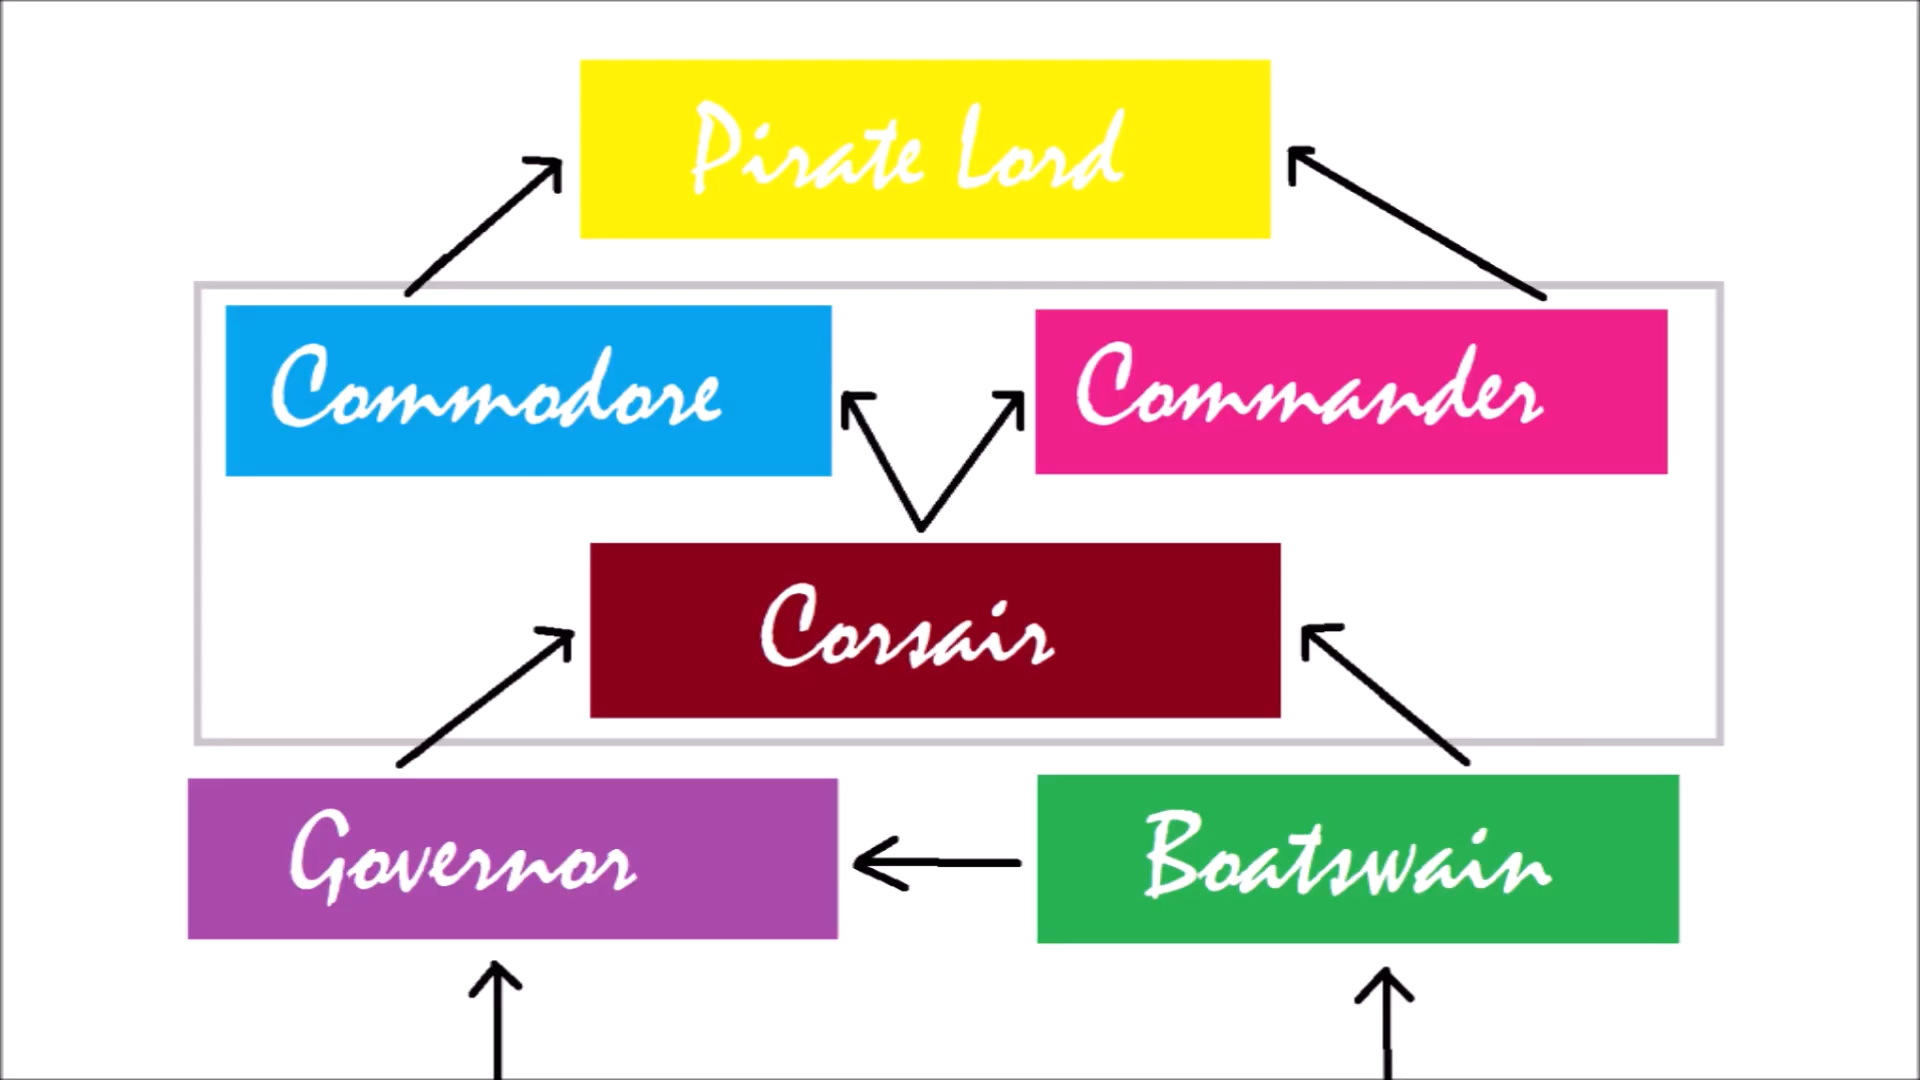 Pirate Lord
Commodore
Commander
Corsair
Governor
Boatswain